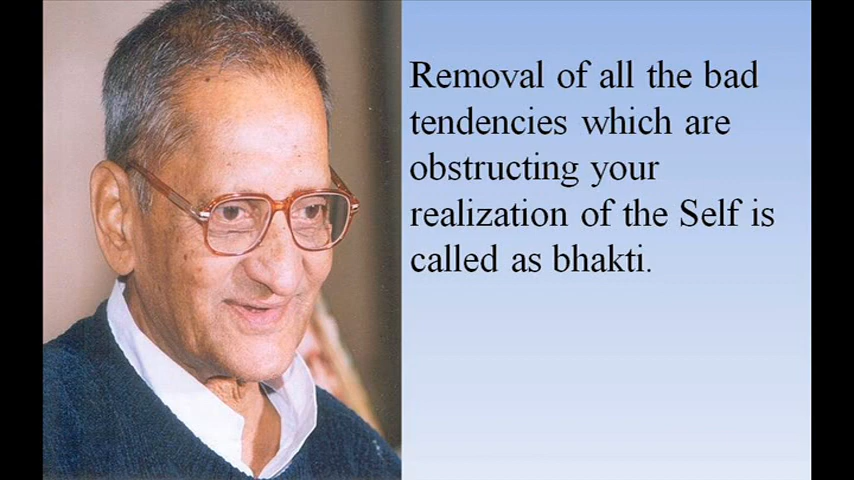 Removal of all the bad
tendencies which are
obstructing your
realization of the Self is
called as bhakti.